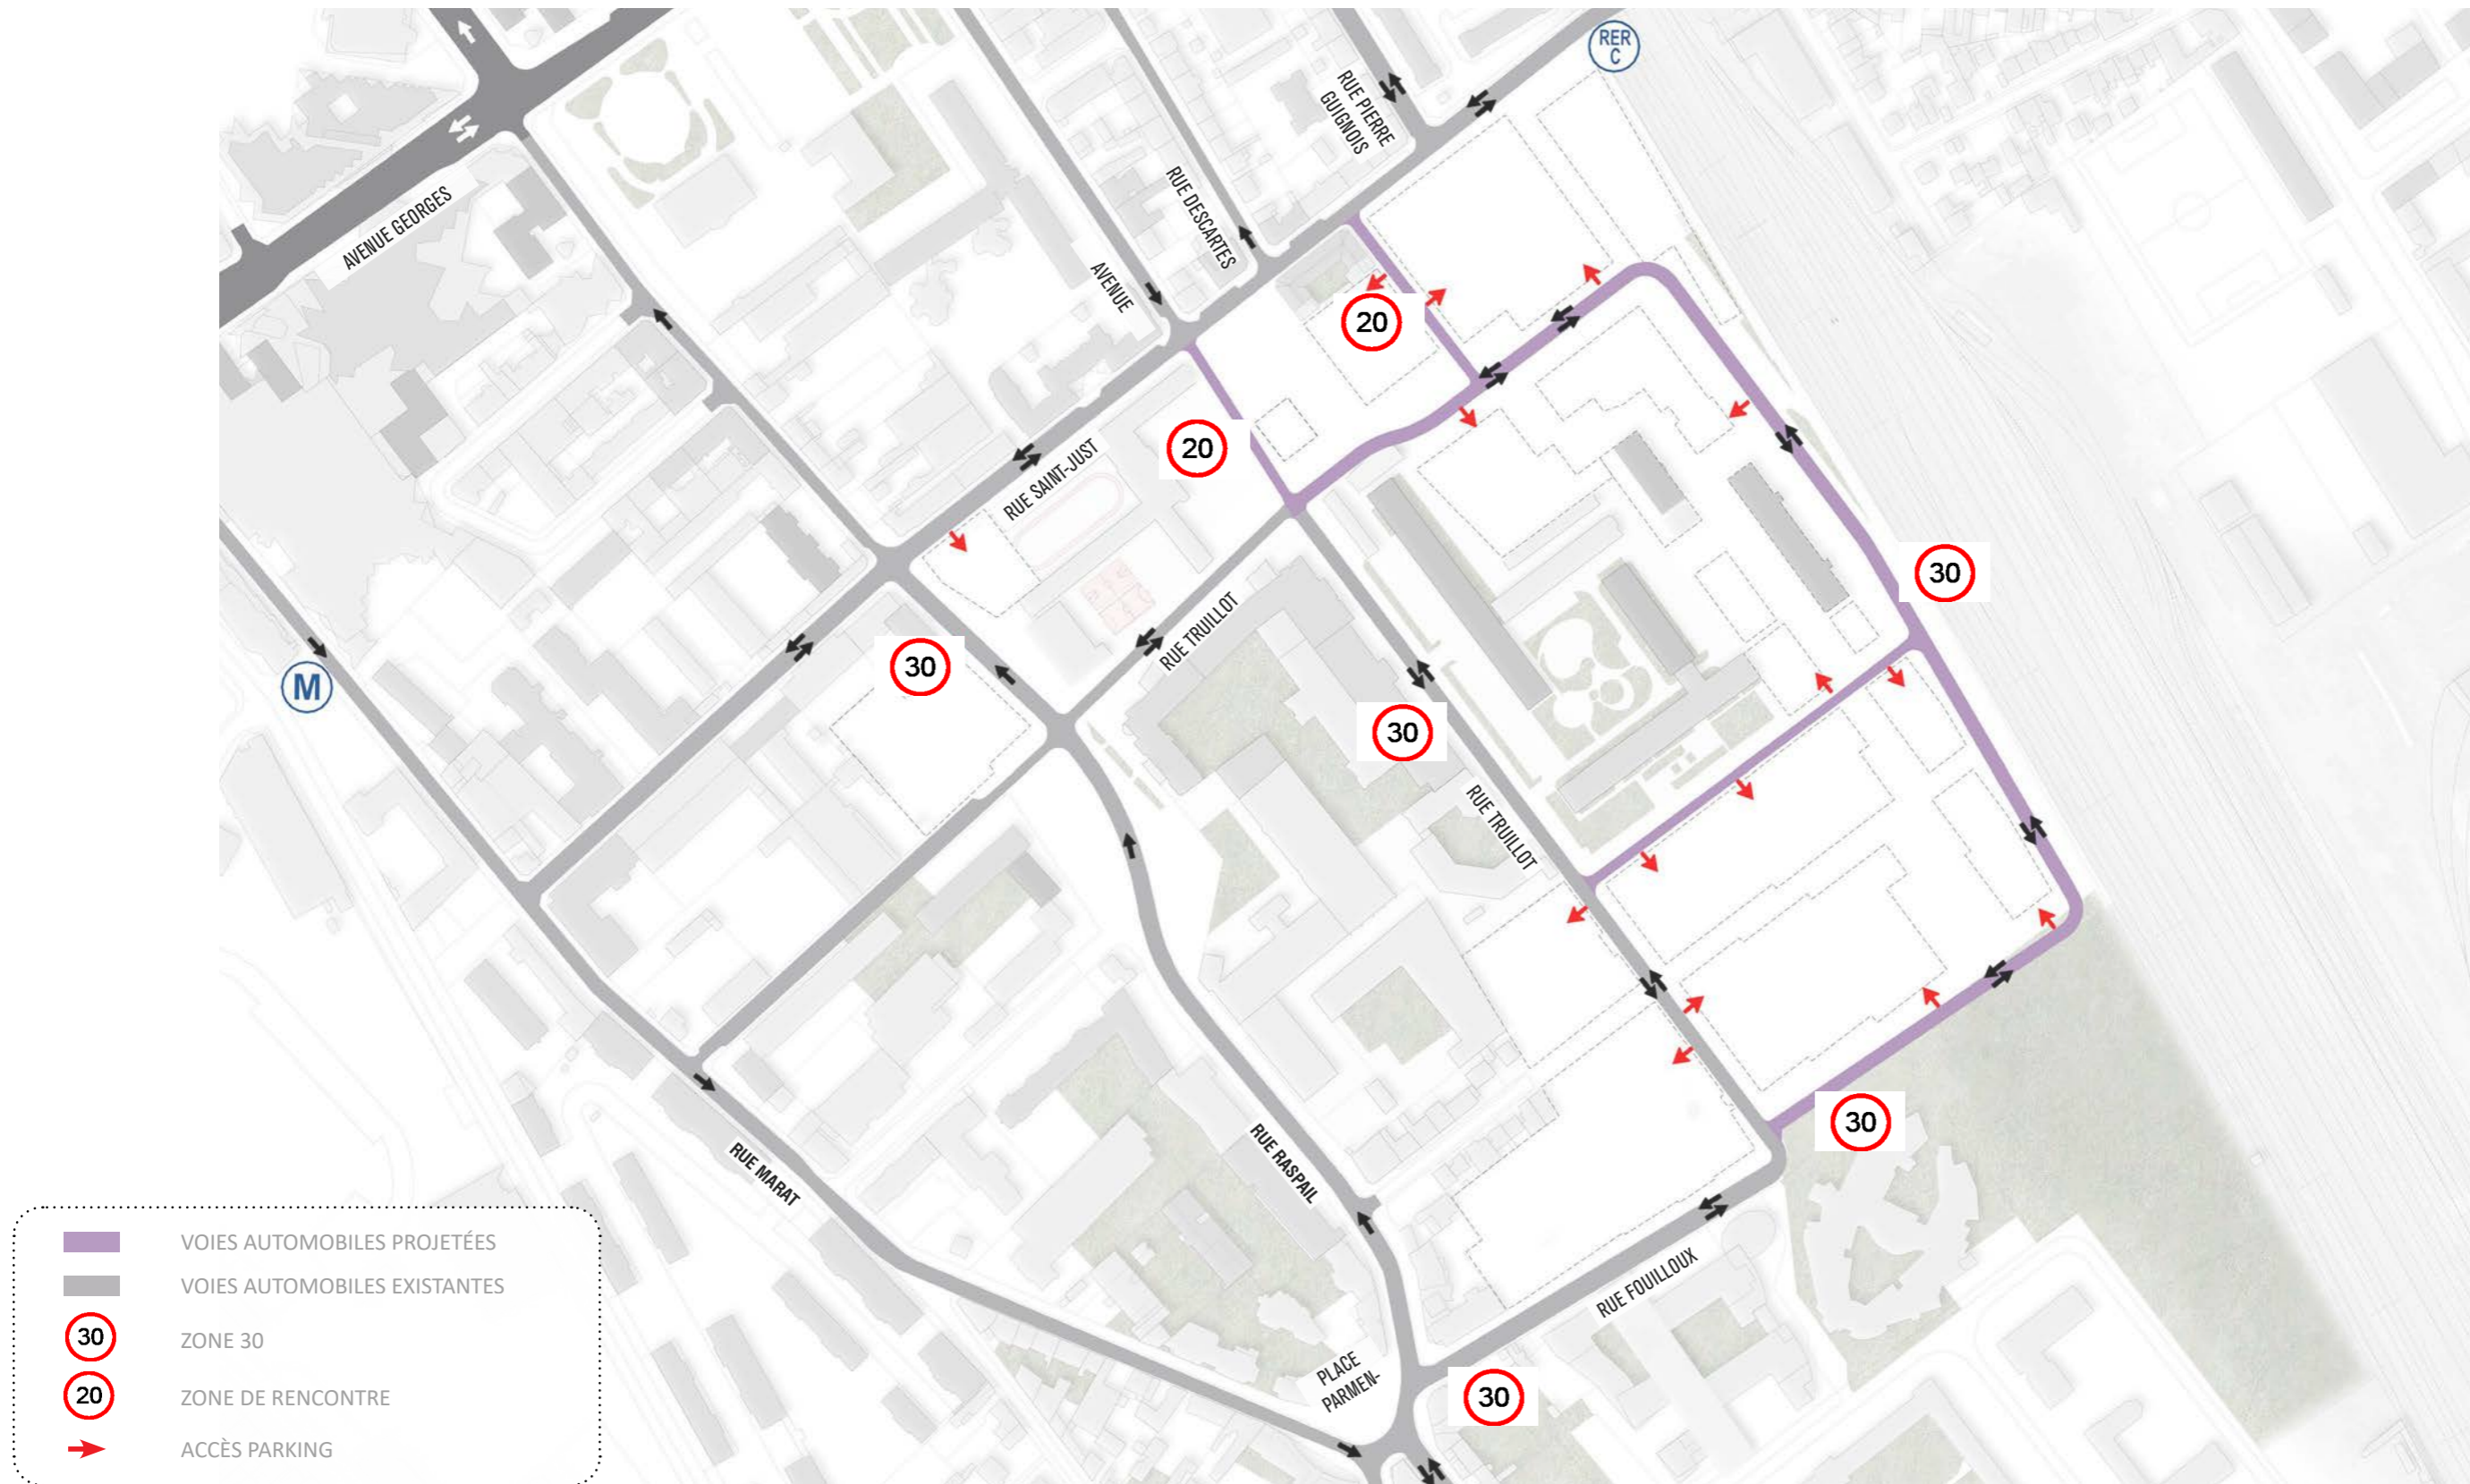 RER
C
RUE PIERRE
GUIGNOIS
AVENUE GEORGES
RUE DESCARTES
AVENUE
20
20
RUE SAINT-JUST
30
RUE TRUILLOT
30
M
30
RUE TRUILLOT
30
RUE MARAT
RUE RASPAIL
RUE FOUILLOUX
PLACE
PARMEN-
30
VOIES AUTOMOBILES PROJETÉES
VOIES AUTOMOBILES EXISTANTES
30 ZONE 30
20 ZONE DE RENCONTRE
ACCÈS PARKING